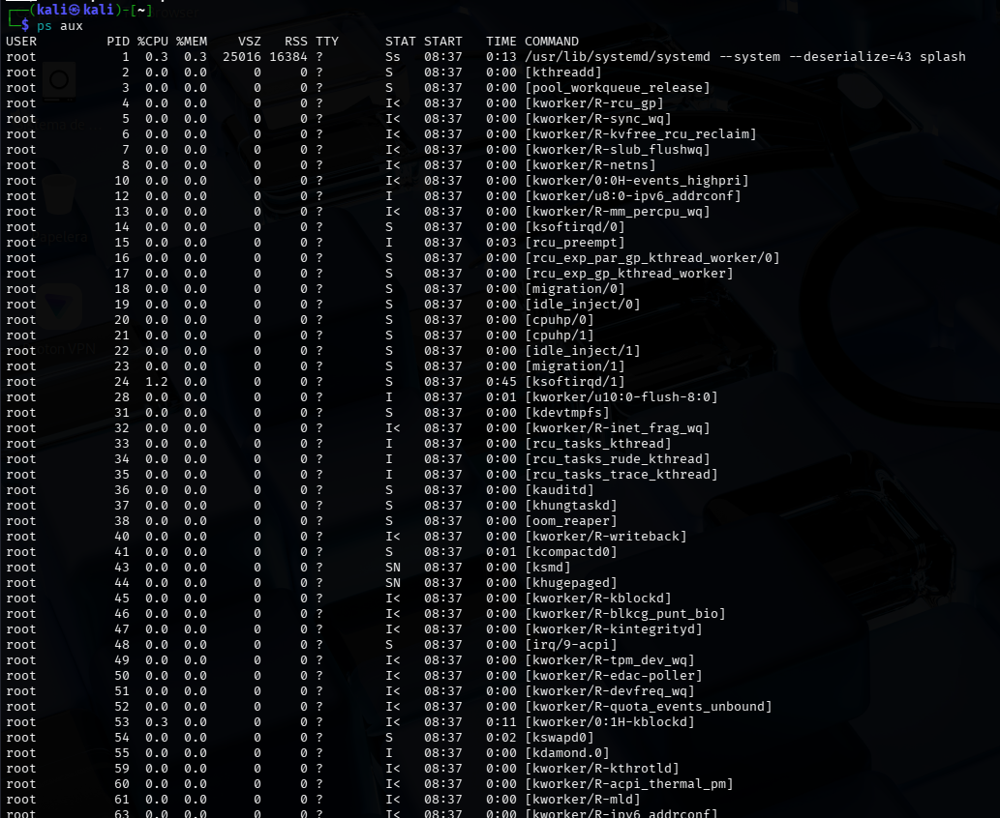 ┌──(kali㉿kali)-[~]
└─$ ps aux
USER PID %CPU %MEM VSZ RSS TTY STAT START TIME COMMAND
root 1 0.3 0.3 25016 16384 ? Ss 08:37 0:13 /usr/lib/systemd/systemd --system --deserialize=43 splash
root 2 0.0 0.0 0 0 ? S 08:37 0:00 [kthreadd]
root 3 0.0 0.0 0 0 ? S 08:37 0:00 [pool_workqueue_release]
root 4 0.0 0.0 0 0 ? I< 08:37 0:00 [kworker/R-rcu_gp]
root 5 0.0 0.0 0 0 ? I< 08:37 0:00 [kworker/R-sync_wq]
root 6 0.0 0.0 0 0 ? I< 08:37 0:00 [kworker/R-kvfree_rcu_reclaim]
root 7 0.0 0.0 0 0 ? I< 08:37 0:00 [kworker/R-slub_flushwq]
root 8 0.0 0.0 0 0 ? I< 08:37 0:00 [kworker/R-netns]
root 10 0.0 0.0 0 0 ? I< 08:37 0:00 [kworker/0:0H-events_highpri]
root 12 0.0 0.0 0 0 ? I 08:37 0:00 [kworker/u8:0-ipv6_addrconf]
root 13 0.0 0.0 0 0 ? I< 08:37 0:00 [kworker/R-mm_percpu_wq]
root 14 0.0 0.0 0 0 ? S 08:37 0:00 [ksoftirqd/0]
root 15 0.0 0.0 0 0 ? I 08:37 0:03 [rcu_preempt]
root 16 0.0 0.0 0 0 ? S 08:37 0:00 [rcu_exp_par_gp_kthread_worker/0]
root 17 0.0 0.0 0 0 ? S 08:37 0:00 [rcu_exp_gp_kthread_worker]
root 18 0.0 0.0 0 0 ? S 08:37 0:00 [migration/0]
root 19 0.0 0.0 0 0 ? S 08:37 0:00 [idle_inject/0]
root 20 0.0 0.0 0 0 ? S 08:37 0:00 [cpuhp/0]
root 21 0.0 0.0 0 0 ? S 08:37 0:00 [cpuhp/1]
root 22 0.0 0.0 0 0 ? S 08:37 0:00 [idle_inject/1]
root 23 0.0 0.0 0 0 ? S 08:37 0:00 [migration/1]
root 24 1.2 0.0 0 0 ? S 08:37 0:45 [ksoftirqd/1]
root 28 0.0 0.0 0 0 ? I 08:37 0:01 [kworker/u10:0-flush-8:0]
root 31 0.0 0.0 0 0 ? S 08:37 0:00 [kdevtmpfs]
root 32 0.0 0.0 0 0 ? I< 08:37 0:00 [kworker/R-inet_frag_wq]
root 33 0.0 0.0 0 0 ? I 08:37 0:00 [rcu_tasks_kthread]
root 34 0.0 0.0 0 0 ? I 08:37 0:00 [rcu_tasks_rude_kthread]
root 35 0.0 0.0 0 0 ? I 08:37 0:00 [rcu_tasks_trace_kthread]
root 36 0.0 0.0 0 0 ? S 08:37 0:00 [kauditd]
root 37 0.0 0.0 0 0 ? S 08:37 0:00 [khungtaskd]
root 38 0.0 0.0 0 0 ? S 08:37 0:00 [oom_reaper]
root 40 0.0 0.0 0 0 ? I< 08:37 0:00 [kworker/R-writeback]
root 41 0.0 0.0 0 0 ? S 08:37 0:01 [kcompactd0]
root 43 0.0 0.0 0 0 ? SN 08:37 0:00 [ksmd]
root 44 0.0 0.0 0 0 ? SN 08:37 0:00 [khugepaged]
root 45 0.0 0.0 0 0 ? I< 08:37 0:00 [kworker/R-kblockd]
root 46 0.0 0.0 0 0 ? I< 08:37 0:00 [kworker/R-blkcg_punt_bio]
root 47 0.0 0.0 0 0 ? I< 08:37 0:00 [kworker/R-kintegrityd]
root 48 0.0 0.0 0 0 ? S 08:37 0:00 [irq/9-acpi]
root 49 0.0 0.0 0 0 ? I< 08:37 0:00 [kworker/R-tpm_dev_wq]
root 50 0.0 0.0 0 0 ? I< 08:37 0:00 [kworker/R-edac-poller]
root 51 0.0 0.0 0 0 ? I< 08:37 0:00 [kworker/R-devfreq_wq]
root 52 0.0 0.0 0 0 ? I< 08:37 0:00 [kworker/R-quota_events_unbound]
root 53 0.3 0.0 0 0 ? I< 08:37 0:11 [kworker/0:1H-kblockd]
root 54 0.0 0.0 0 0 ? S 08:37 0:02 [kswapd0]
root 55 0.0 0.0 0 0 ? I 08:37 0:00 [kdamond.0]
root 59 0.0 0.0 0 0 ? I< 08:37 0:00 [kworker/R-kthrotld]
root 60 0.0 0.0 0 0 ? I< 08:37 0:00 [kworker/R-acpi_thermal_pm]
root 61 0.0 0.0 0 0 ? I< 08:37 0:00 [kworker/R-mld]
root 63 0.0 0.0 0 0 ? I< 08:37 0:00 [kworker/R-ipv6_addrconf]